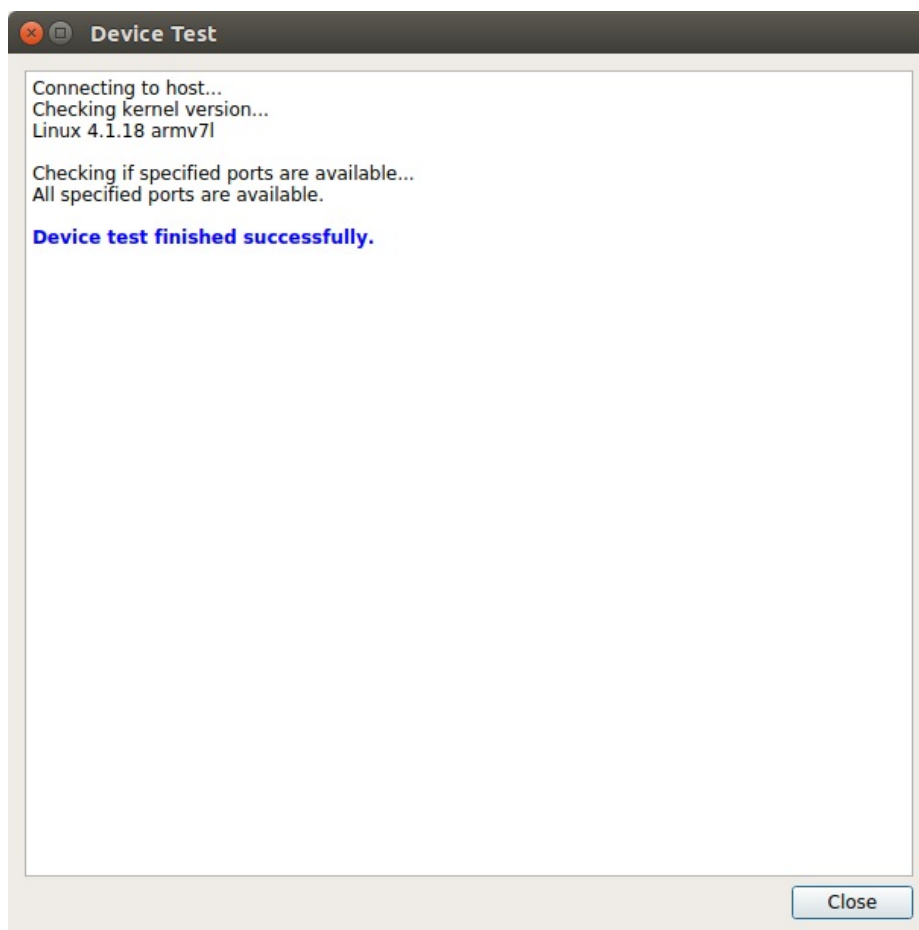 Device Test
Connecting to host...
Checking kernel version...
Linux 4.1.18 armv7l
Checking if specified ports are available...
All specified ports are available.
Device test finished successfully.
Close